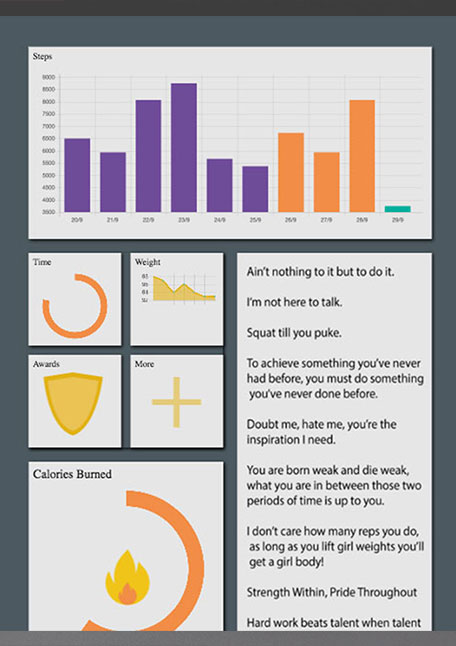 Steps
9000
8500
8000
7500
7000
6500
6000
5500
5000
4500
4000
3500
20/9 21/9 22/9 23/9 24/9 25/9 26/9 27/9 28/9 29/9
Time
Weight
Awards
More
Calories Burned
Ain't nothing to it but to do it.
I'm not here to talk.
Squat till you puke.
To achieve something you've never
had before, you must do something
you've never done before.
Doubt me, hate me, you're the
inspiration I need.
You are born weak and die weak,
what you are in between those two
periods of time is up to you.
I don't care how many reps you do,
as long as you lift girl weights you'll
get a girl body!
Strength Within, Pride Throughout
Hard work beats talent when talent